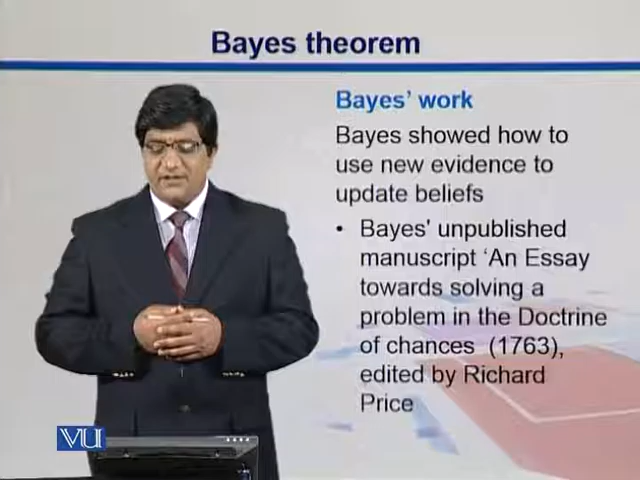 Bayes theorem
Bayes' work
Bayes showed how to
use new evidence to
update beliefs
• Bayes' unpublished
manuscript 'An Essay
towards solving a
problem in the Doctrine
of chances (1763),
edited by Richard
Price
VU